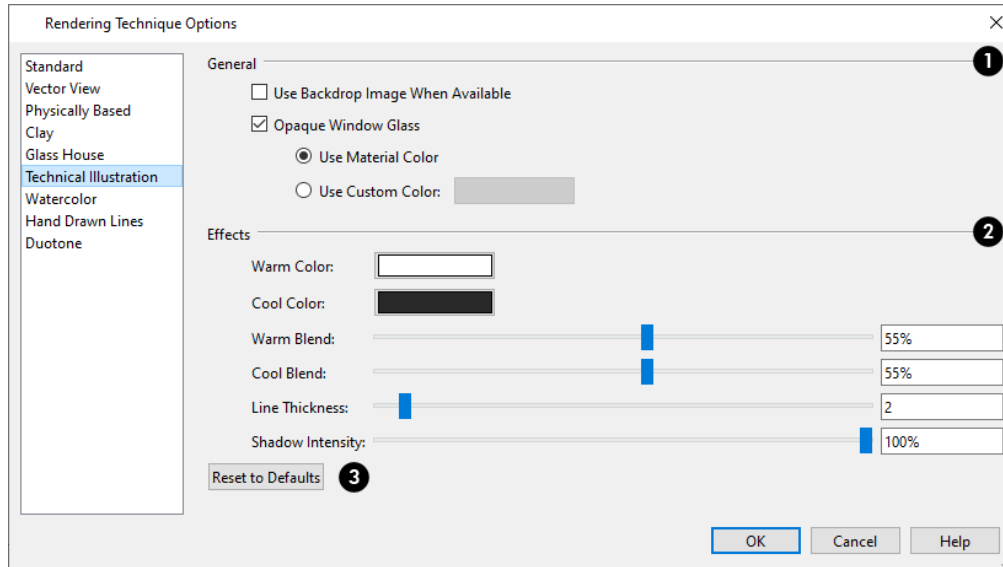 Rendering Technique Options
Standard
Vector View
Physically Based
Clay
Glass House
Technical Illustration
Watercolor
Hand Drawn Lines
Duotone
General
1
Use Backdrop Image When Available
Opaque Window Glass
Use Material Color
Use Custom Color:
Effects
2
Warm Color:
Cool Color:
Warm Blend: 55%
Cool Blend: 55%
Line Thickness: 2
Shadow Intensity: 100%
Reset to Defaults 3
OK Cancel Help